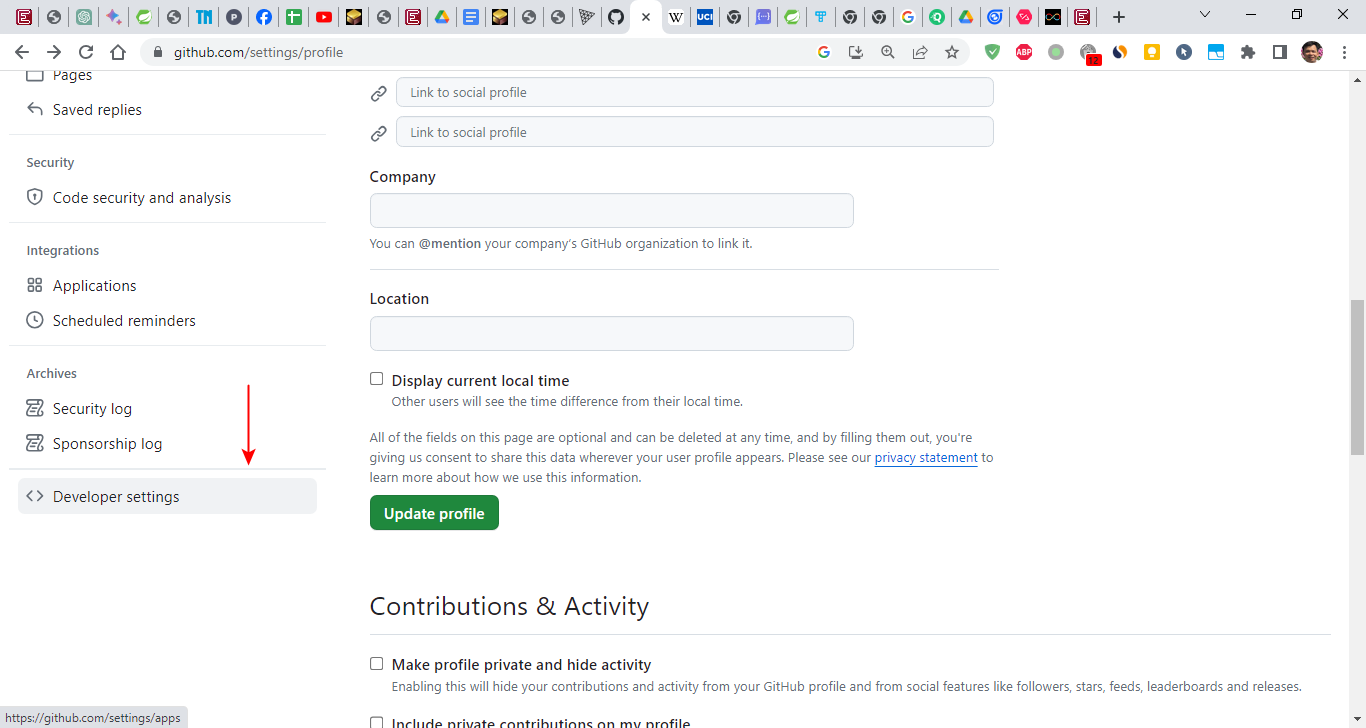 TN
P
W
UCI
github.com/settings/profile
ABP
12
Pages
Saved replies
Security
Code security and analysis
Integrations
Applications
Scheduled reminders
Archives
Security log
Sponsorship log
Developer settings
Link to social profile
Link to social profile
Company
You can @mention your company's GitHub organization to link it.
Location
Display current local time
Other users will see the time difference from their local time.
All of the fields on this page are optional and can be deleted at any time, and by filling them out, you're
giving us consent to share this data wherever your user profile appears. Please see our privacy statement to
learn more about how we use this information.
Update profile
Contributions & Activity
Make profile private and hide activity
Enabling this will hide your contributions and activity from your GitHub profile and from social features like followers, stars, feeds, leaderboards and releases.
Include private contributions on my profile
https://github.com/settings/apps